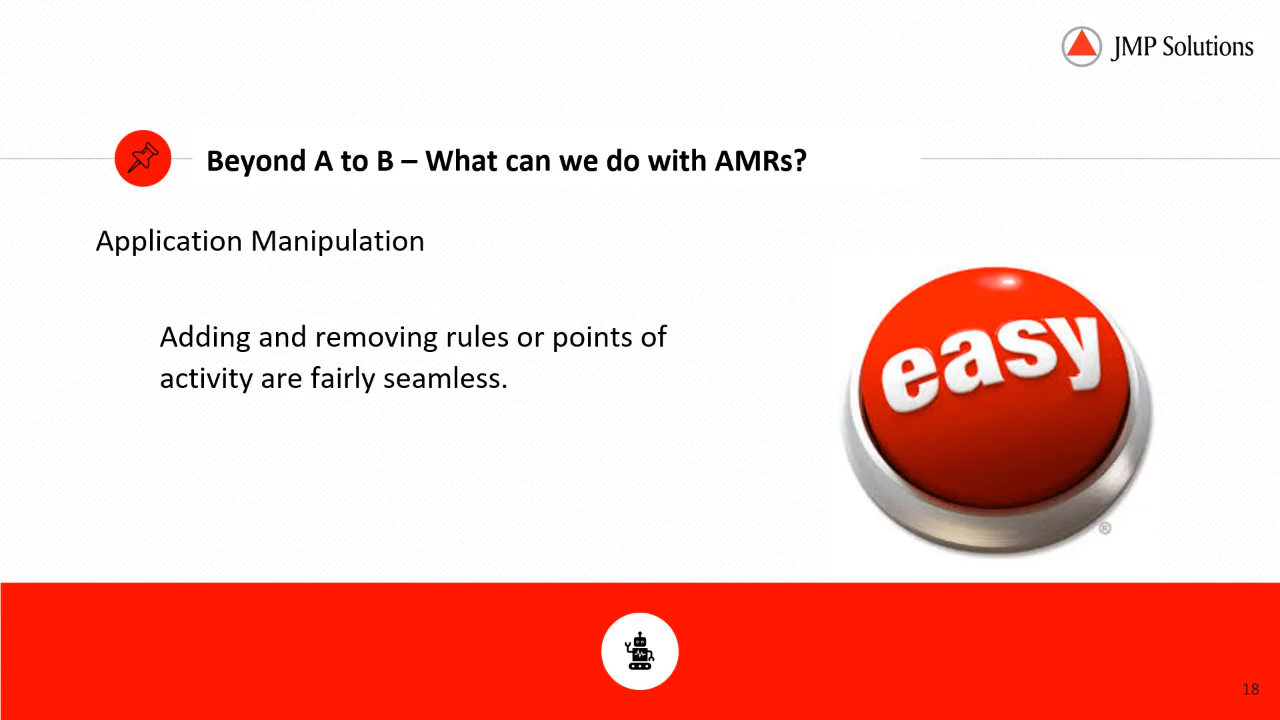 JMP Solutions
Beyond A to B – What can we do with AMRs?
Application Manipulation
Adding and removing rules or points of
activity are fairly seamless.
easy
®
18